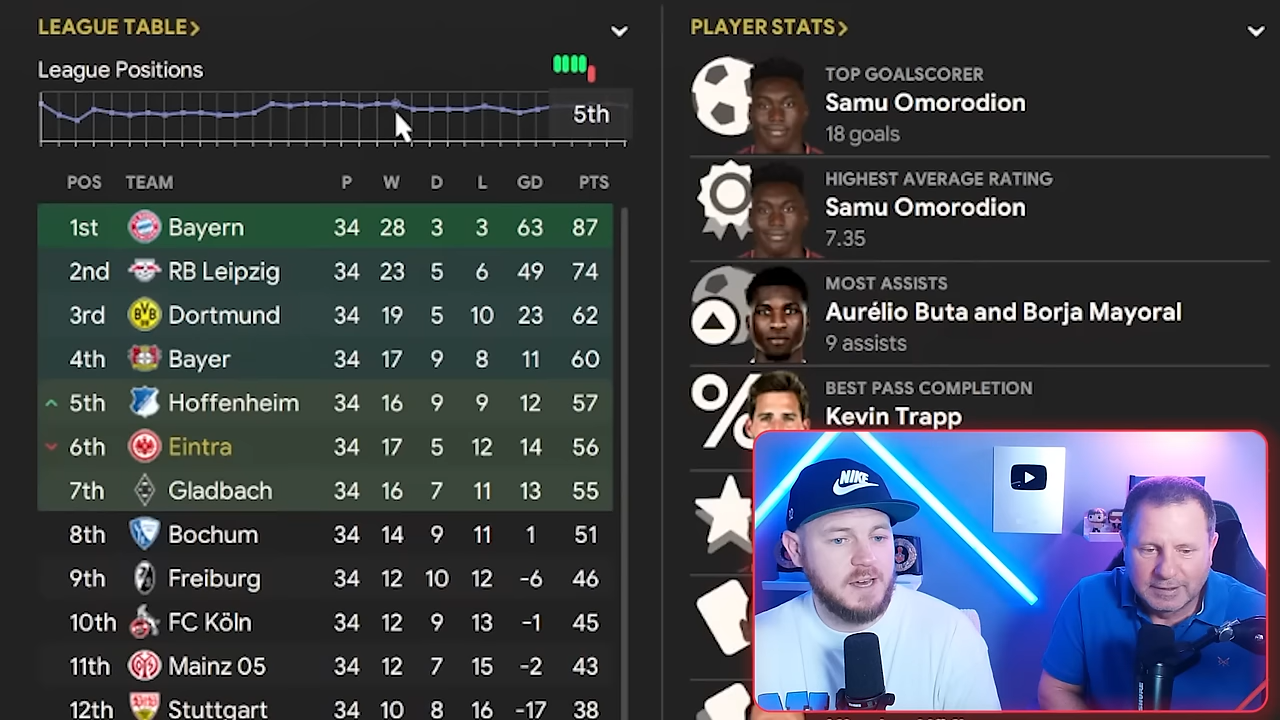 LEAGUE TABLE
League Positions
5th
POS TEAM P W D L GD PTS
1st Bayern 34 28 3 3 63 87
2nd RB Leipzig 34 23 5 6 49 74
3rd Dortmund 34 19 5 10 23 62
4th Bayer 34 17 9 8 11 60
5th Hoffenheim 34 16 9 9 12 57
6th Eintra 34 17 5 12 14 56
7th Gladbach 34 16 7 11 13 55
8th Bochum 34 14 9 11 1 51
9th Freiburg 34 12 10 12 -6 46
10th FC Köln 34 12 9 13 -1 45
11th Mainz 05 34 12 7 15 -2 43
12th Stuttgart 34 10 8 16 -17 38
PLAYER STATS
TOP GOALSCORER
Samu Omorodion
18 goals
HIGHEST AVERAGE RATING
Samu Omorodion
7.35
MOST ASSISTS
Aurélio Buta and Borja Mayoral
9 assists
BEST PASS COMPLETION
Kevin Trapp
NIKE